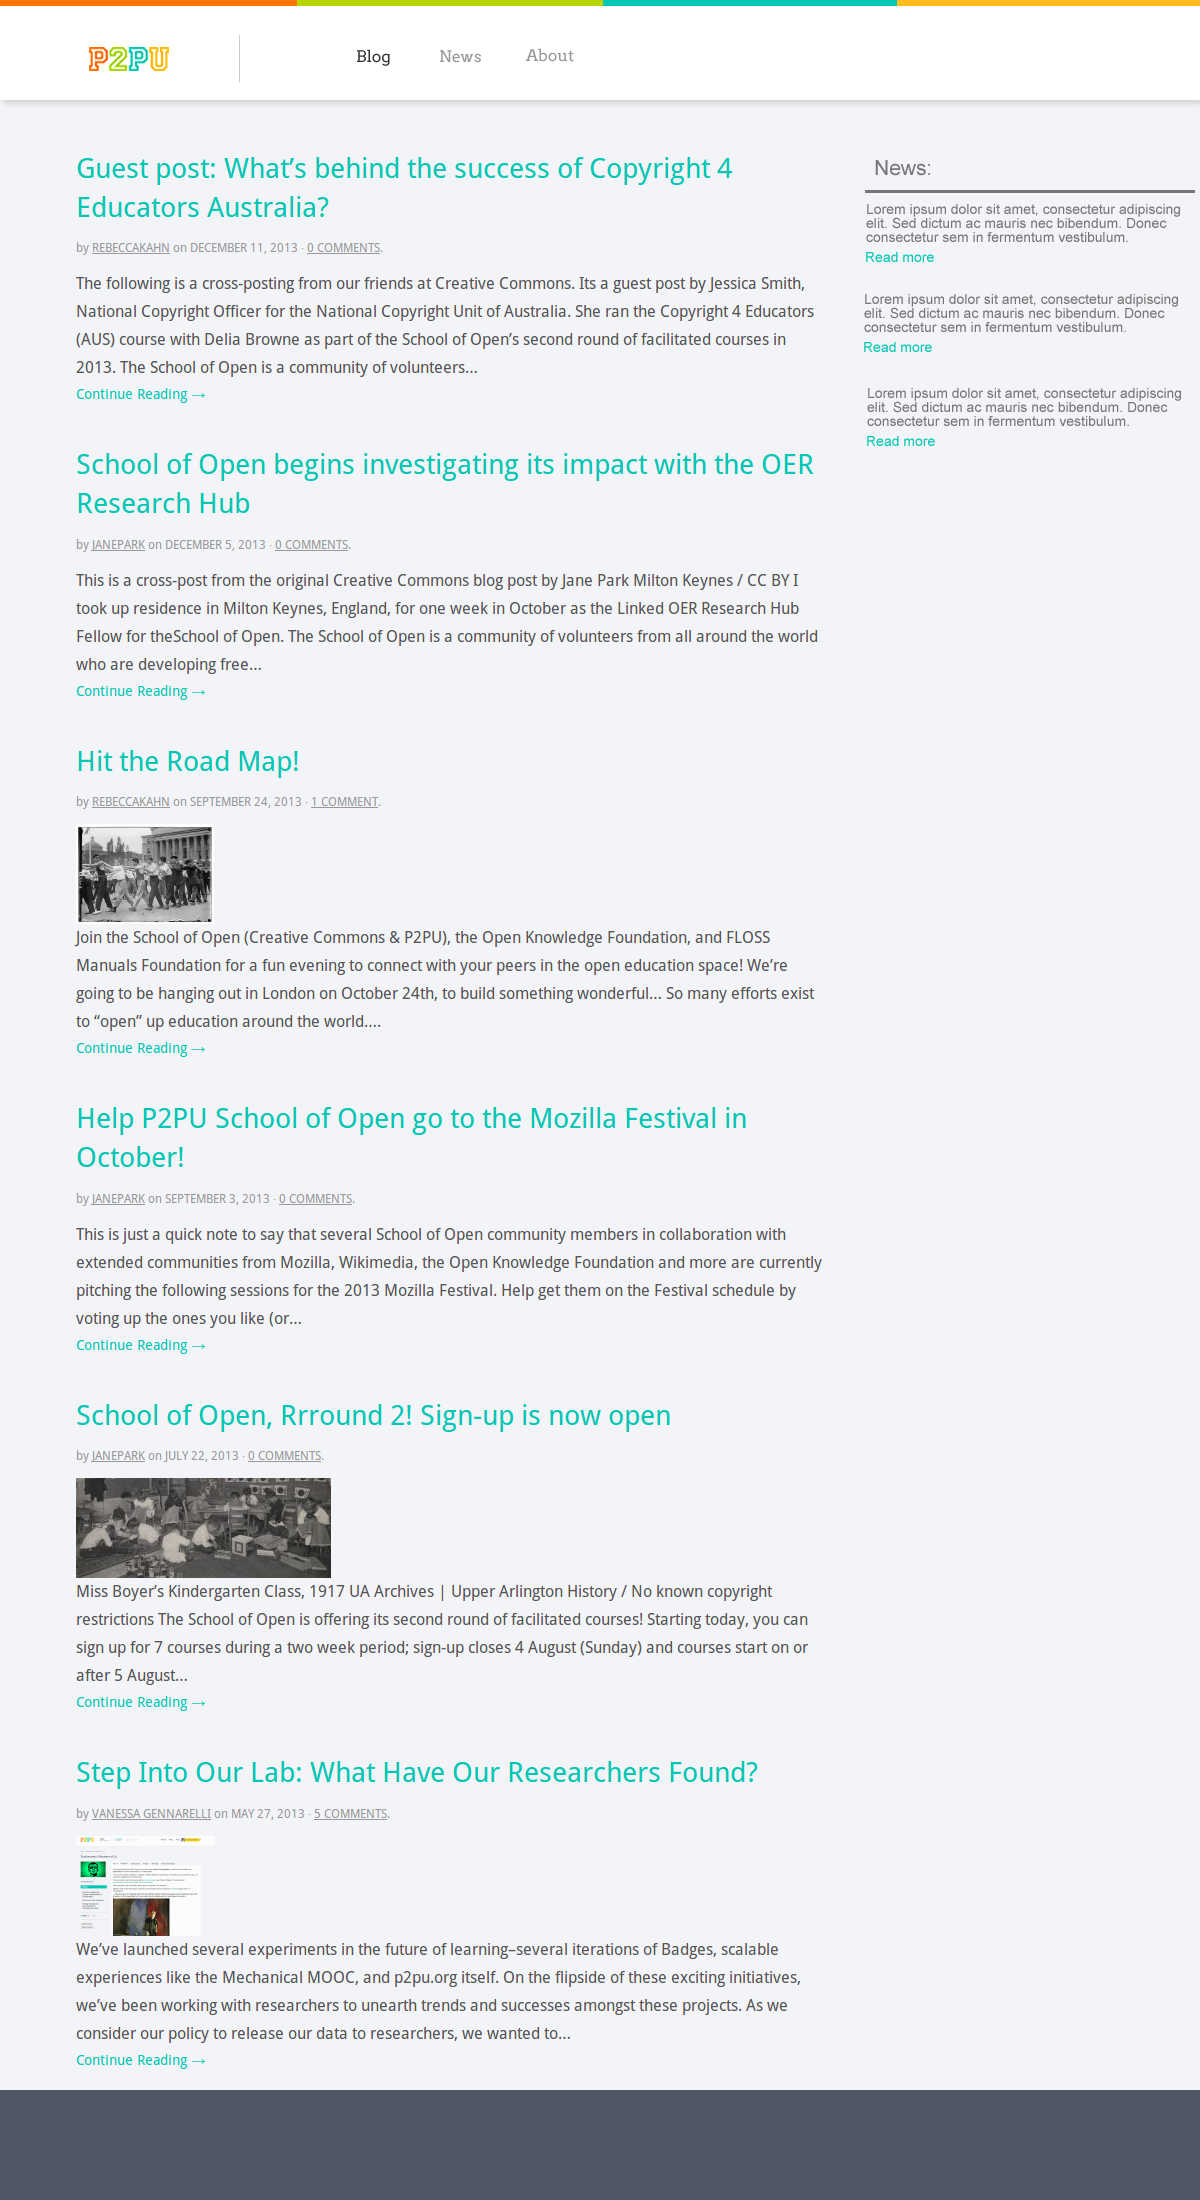 P2PU
Blog
News
About
Guest post: What’s behind the success of Copyright 4
Educators Australia?
by REBECCAKAHN on DECEMBER 11, 2013 · 0 COMMENTS.
The following is a cross-posting from our friends at Creative Commons. Its a guest post by Jessica Smith,
National Copyright Officer for the National Copyright Unit of Australia. She ran the Copyright 4 Educators
(AUS) course with Delia Browne as part of the School of Open’s second round of facilitated courses in
2013. The School of Open is a community of volunteers...
Continue Reading →
School of Open begins investigating its impact with the OER
Research Hub
by JANEPARK on DECEMBER 5, 2013 · 0 COMMENTS.
This is a cross-post from the original Creative Commons blog post by Jane Park Milton Keynes / CC BY I
took up residence in Milton Keynes, England, for one week in October as the Linked OER Research Hub
Fellow for theSchool of Open. The School of Open is a community of volunteers from all around the world
who are developing free...
Continue Reading →
Hit the Road Map!
by REBECCAKAHN on SEPTEMBER 24, 2013 · 1 COMMENT.
Join the School of Open (Creative Commons & P2PU), the Open Knowledge Foundation, and FLOSS
Manuals Foundation for a fun evening to connect with your peers in the open education space! We’re
going to be hanging out in London on October 24th, to build something wonderful... So many efforts exist
to “open” up education around the world....
Continue Reading →
Help P2PU School of Open go to the Mozilla Festival in
October!
by JANEPARK on SEPTEMBER 3, 2013 · 0 COMMENTS.
This is just a quick note to say that several School of Open community members in collaboration with
extended communities from Mozilla, Wikimedia, the Open Knowledge Foundation and more are currently
pitching the following sessions for the 2013 Mozilla Festival. Help get them on the Festival schedule by
voting up the ones you like (or...
Continue Reading →
School of Open, Rrround 2! Sign-up is now open
by JANEPARK on JULY 22, 2013 · 0 COMMENTS.
Miss Boyer’s Kindergarten Class, 1917 UA Archives | Upper Arlington History / No known copyright
restrictions The School of Open is offering its second round of facilitated courses! Starting today, you can
sign up for 7 courses during a two week period; sign-up closes 4 August (Sunday) and courses start on or
after 5 August...
Continue Reading →
Step Into Our Lab: What Have Our Researchers Found?
by VANESSA GENNARELLI on MAY 27, 2013 · 5 COMMENTS.
P2PU
We’ve launched several experiments in the future of learning–several iterations of Badges, scalable
experiences like the Mechanical MOOC, and p2pu.org itself. On the flipside of these exciting initiatives,
we’ve been working with researchers to unearth trends and successes amongst these projects. As we
consider our policy to release our data to researchers, we wanted to...
Continue Reading →
News:
Lorem ipsum dolor sit amet, consectetur adipiscing
elit. Sed dictum ac mauris nec bibendum. Donec
consectetur sem in fermentum vestibulum.
Read more
Lorem ipsum dolor sit amet, consectetur adipiscing
elit. Sed dictum ac mauris nec bibendum. Donec
consectetur sem in fermentum vestibulum.
Read more
Lorem ipsum dolor sit amet, consectetur adipiscing
elit. Sed dictum ac mauris nec bibendum. Donec
consectetur sem in fermentum vestibulum.
Read more